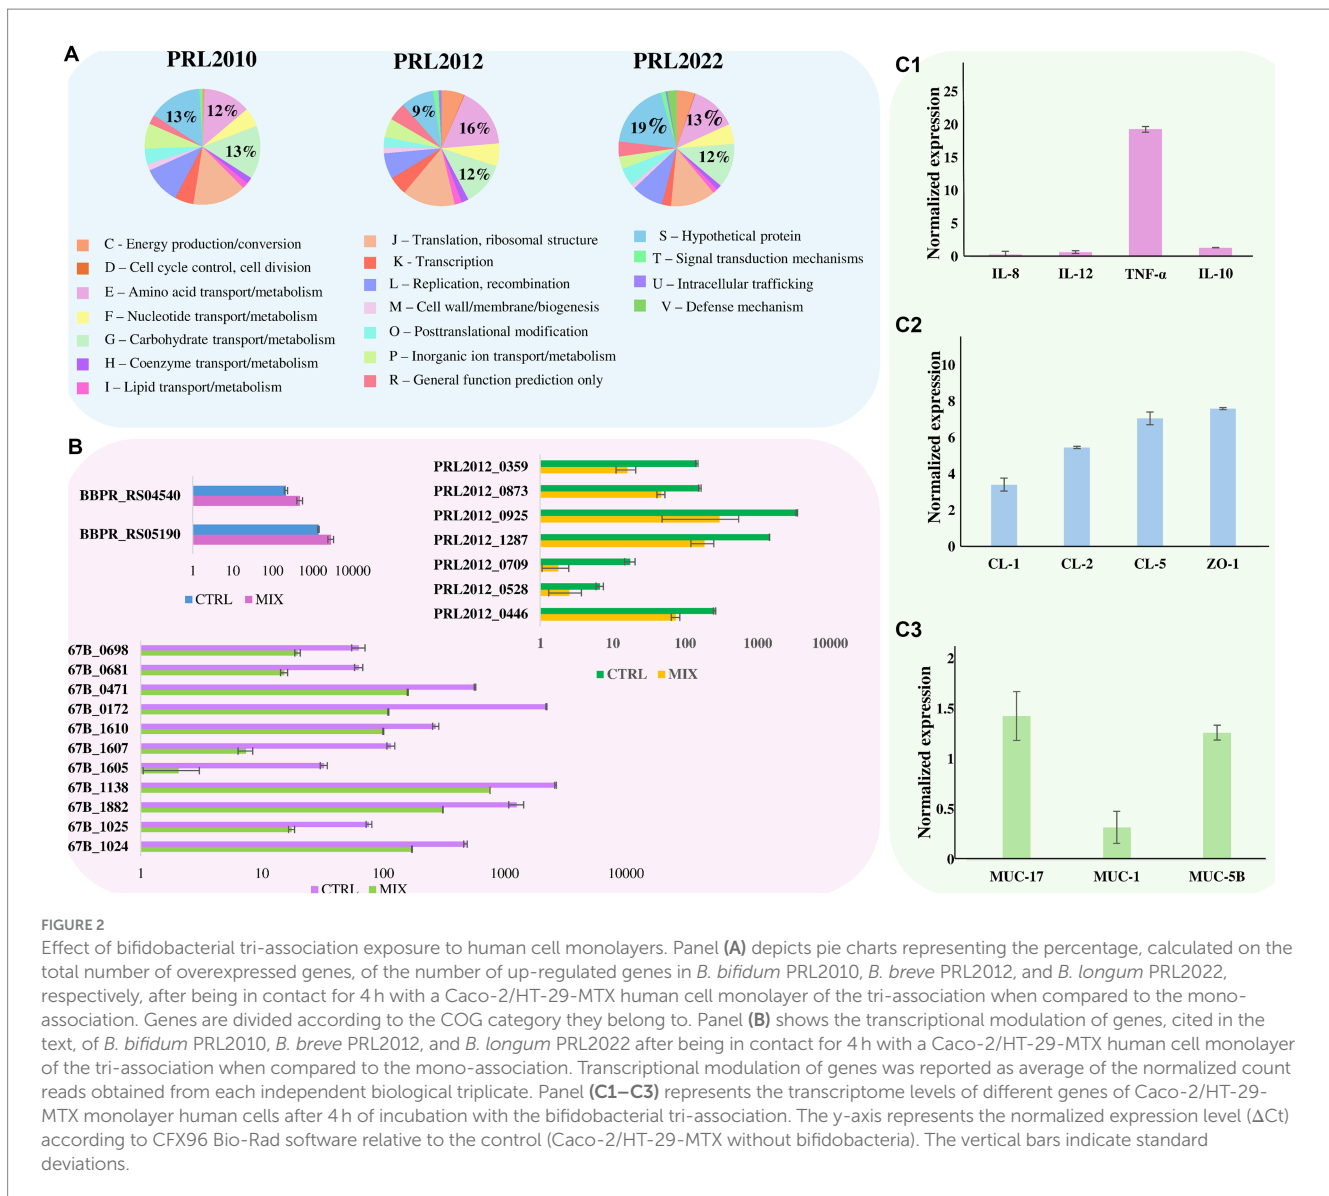 A
PRL2010
PRL2012
PRL2022
13%
12%
13%
9%
16%
12%
19%
13%
12%
C - Energy production/conversion
D – Cell cycle control, cell division
E – Amino acid transport/metabolism
F – Nucleotide transport/metabolism
G – Carbohydrate transport/metabolism
H – Coenzyme transport/metabolism
I – Lipid transport/metabolism
J – Translation, ribosomal structure
K - Transcription
L – Replication, recombination
M – Cell wall/membrane/biogenesis
O – Posttranslational modification
P – Inorganic ion transport/metabolism
R – General function prediction only
S – Hypothetical protein
T – Signal transduction mechanisms
U – Intracellular trafficking
V – Defense mechanism
B
BBPR_RS04540
BBPR_RS05190
1 10 100 1000 10000
CTRL MIX
PRL2012_0359
PRL2012_0873
PRL2012_0925
PRL2012_1287
PRL2012_0709
PRL2012_0528
PRL2012_0446
1 10 100 1000 10000
CTRL MIX
67B_0698
67B_0681
67B_0471
67B_0172
67B_1610
67B_1607
67B_1605
67B_1138
67B_1882
67B_1025
67B_1024
1 10 100 1000 10000
CTRL MIX
C1
Normalized expression
25
20
15
10
5
0
IL-8 IL-12 TNF-α IL-10
C2
Normalized expression
10
8
6
4
2
0
CL-1 CL-2 CL-5 ZO-1
C3
Normalized expression
2
1.5
1
0.5
0
MUC-17 MUC-1 MUC-5B
FIGURE 2
Effect of bifidobacterial tri-association exposure to human cell monolayers. Panel (A) depicts pie charts representing the percentage, calculated on the
total number of overexpressed genes, of the number of up-regulated genes in B. bifidum PRL2010, B. breve PRL2012, and B. longum PRL2022,
respectively, after being in contact for 4 h with a Caco-2/HT-29-MTX human cell monolayer of the tri-association when compared to the mono-
association. Genes are divided according to the COG category they belong to. Panel (B) shows the transcriptional modulation of genes, cited in the
text, of B. bifidum PRL2010, B. breve PRL2012, and B. longum PRL2022 after being in contact for 4 h with a Caco-2/HT-29-MTX human cell monolayer
of the tri-association when compared to the mono-association. Transcriptional modulation of genes was reported as average of the normalized count
reads obtained from each independent biological triplicate. Panel (C1–C3) represents the transcriptome levels of different genes of Caco-2/HT-29-
MTX monolayer human cells after 4 h of incubation with the bifidobacterial tri-association. The y-axis represents the normalized expression level (ΔCt)
according to CFX96 Bio-Rad software relative to the control (Caco-2/HT-29-MTX without bifidobacteria). The vertical bars indicate standard
deviations.